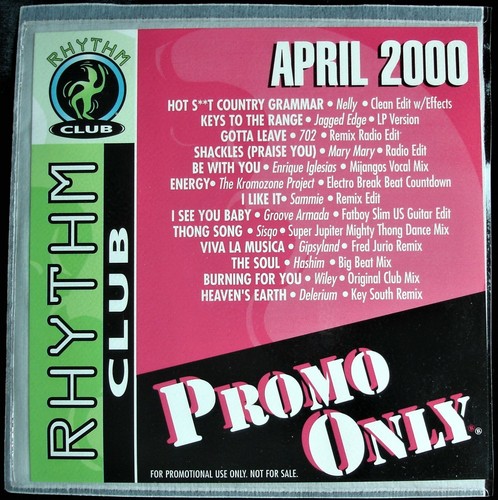 RHYTHM
CLUB
RHYTHM
CLUB
APRIL 2000
HOT S**T COUNTRY GRAMMAR • Nelly • Clean Edit w/Effects
KEYS TO THE RANGE • Jagged Edge • LP Version
GOTTA LEAVE • 702 • Remix Radio Edit
SHACKLES (PRAISE YOU) • Mary Mary • Radio Edit
BE WITH YOU • Enrique Iglesias • Mijangos Vocal Mix
ENERGY• The Kromozone Project • Electro Break Beat Countdown
I LIKE IT• Sammie • Remix Edit
I SEE YOU BABY • Groove Armada • Fatboy Slim US Guitar Edit
THONG SONG • Sisqo • Super Jupiter Mighty Thong Dance Mix
VIVA LA MUSICA • Gipsyland • Fred Jurio Remix
THE SOUL • Hashim • Big Beat Mix
BURNING FOR YOU • Wiley • Original Club Mix
HEAVEN'S EARTH • Delerium • Key South Remix
PROMO
ONLY®
FOR PROMOTIONAL USE ONLY. NOT FOR SALE.